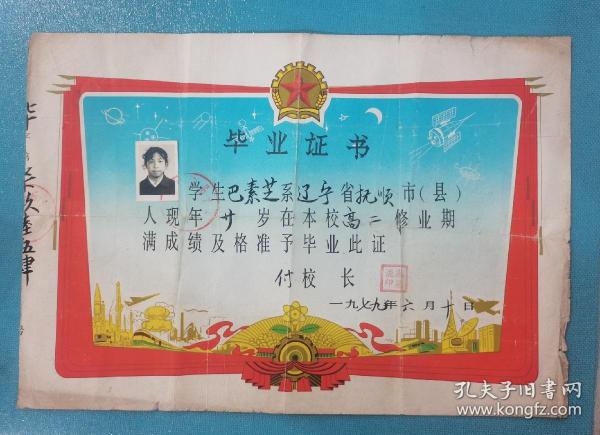 毕业证书
学生巴素芝系辽宁省抚顺市(县)
人现年廿岁在本校高二修业期
满成绩及格准予毕业此证
付校长
一九七九年六月十日
孔夫子旧书网
www.kongfz.com